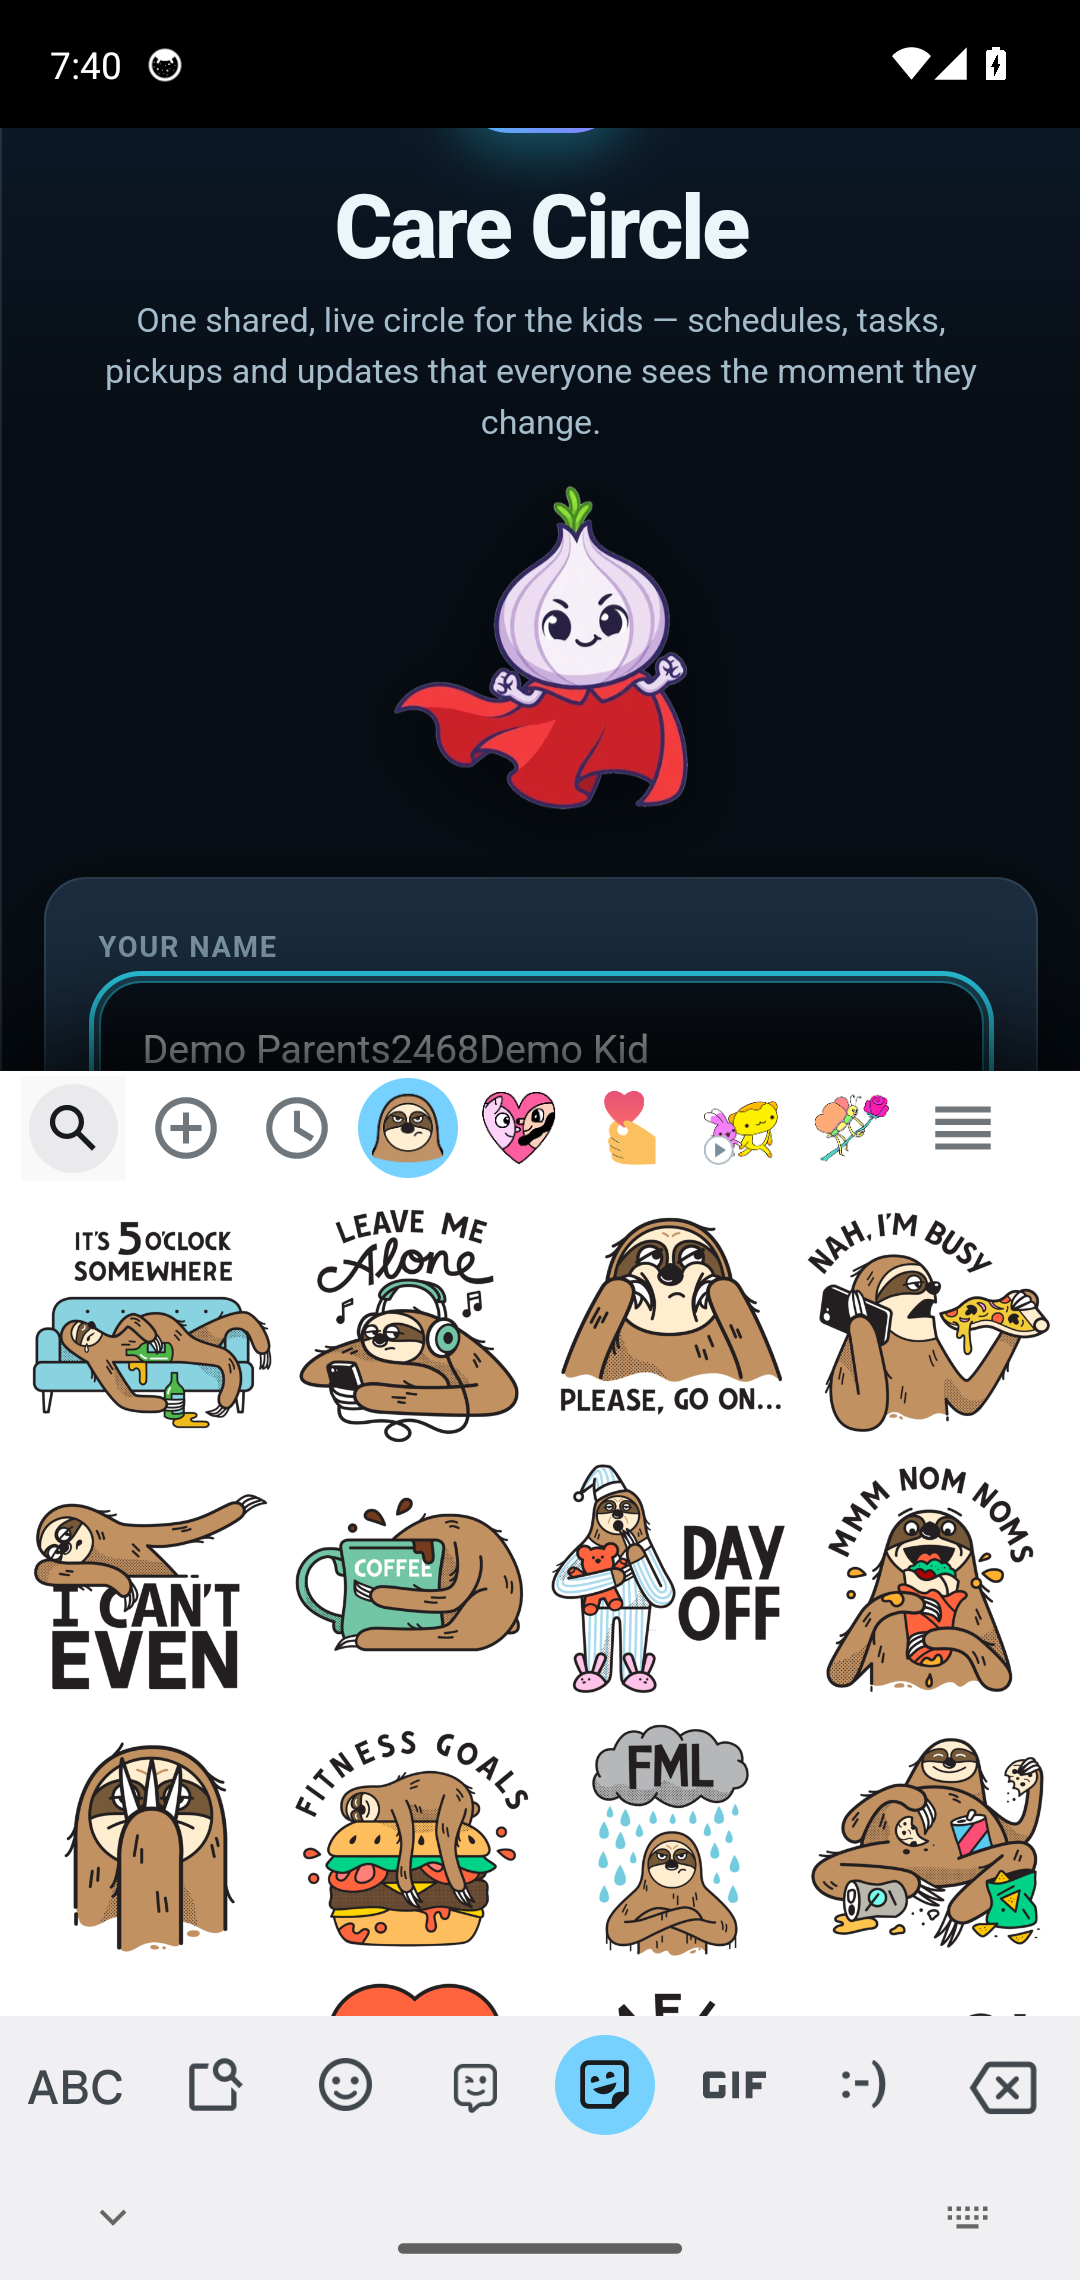 7:40
Care Circle
One shared, live circle for the kids — schedules, tasks,
pickups and updates that everyone sees the moment they
change.
YOUR NAME
Demo Parents2468Demo Kid
IT'S 5 O'CLOCK
SOMEWHERE
LEAVE ME
Alone
PLEASE, GO ON...
NAH, I'M BUSY
I CAN'T
EVEN
COFFEE
DAY
OFF
MMM NOM NOMS
FITNESS GOALS
FML
ABC
GIF
:-)